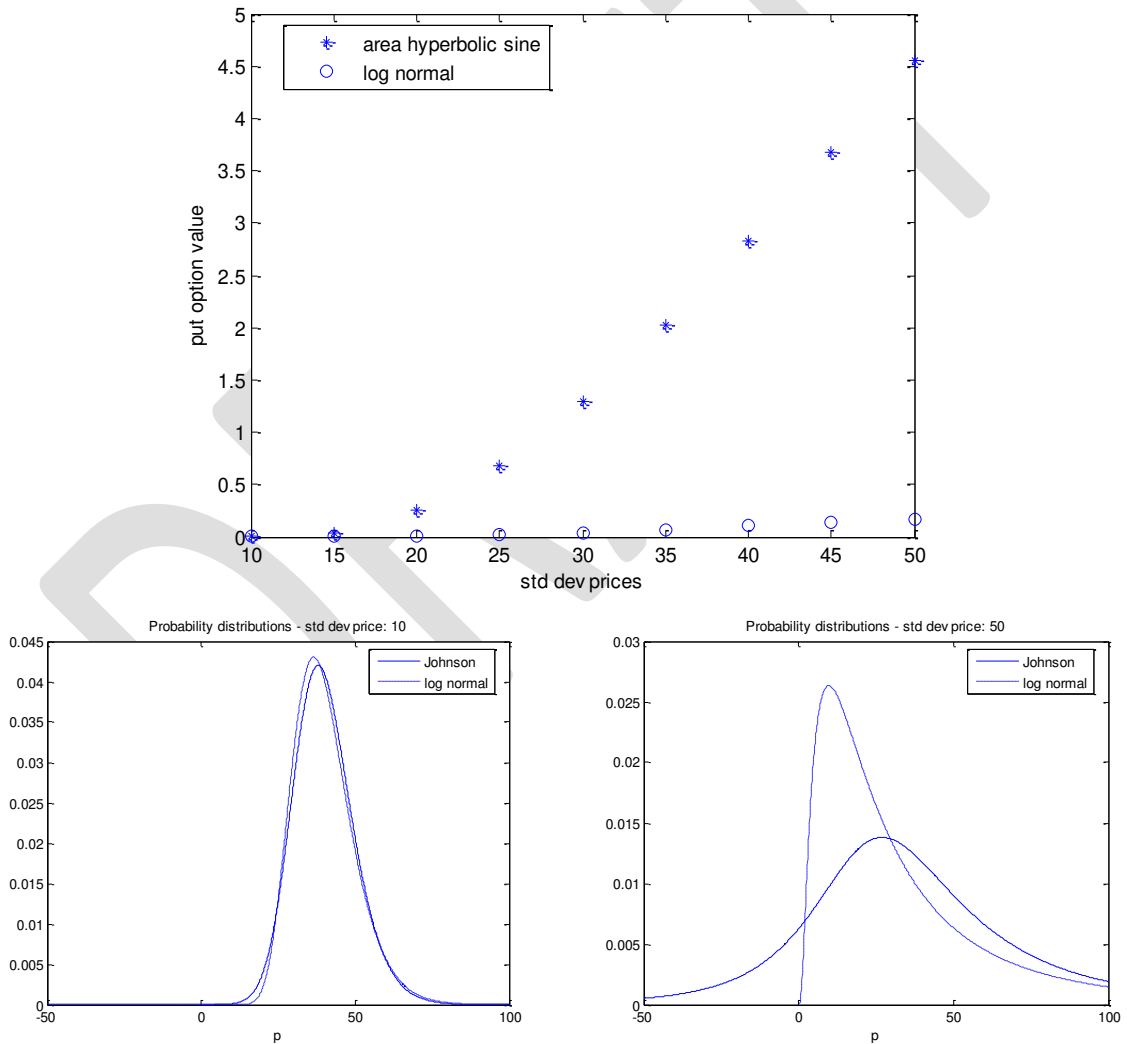 5
4.5
4
3.5
3
2.5
2
1.5
1
0.5
0
put option value
area hyperbolic sine
log normal
10 15 20 25 30 35 40 45 50
std dev prices
Probability distributions - std dev price: 10
0.045
0.04
0.035
0.03
0.025
0.02
0.015
0.01
0.005
0
Johnson
log normal
-50 0 50 100
p
Probability distributions - std dev price: 50
0.03
0.025
0.02
0.015
0.01
0.005
0
Johnson
log normal
-50 0 50 100
p